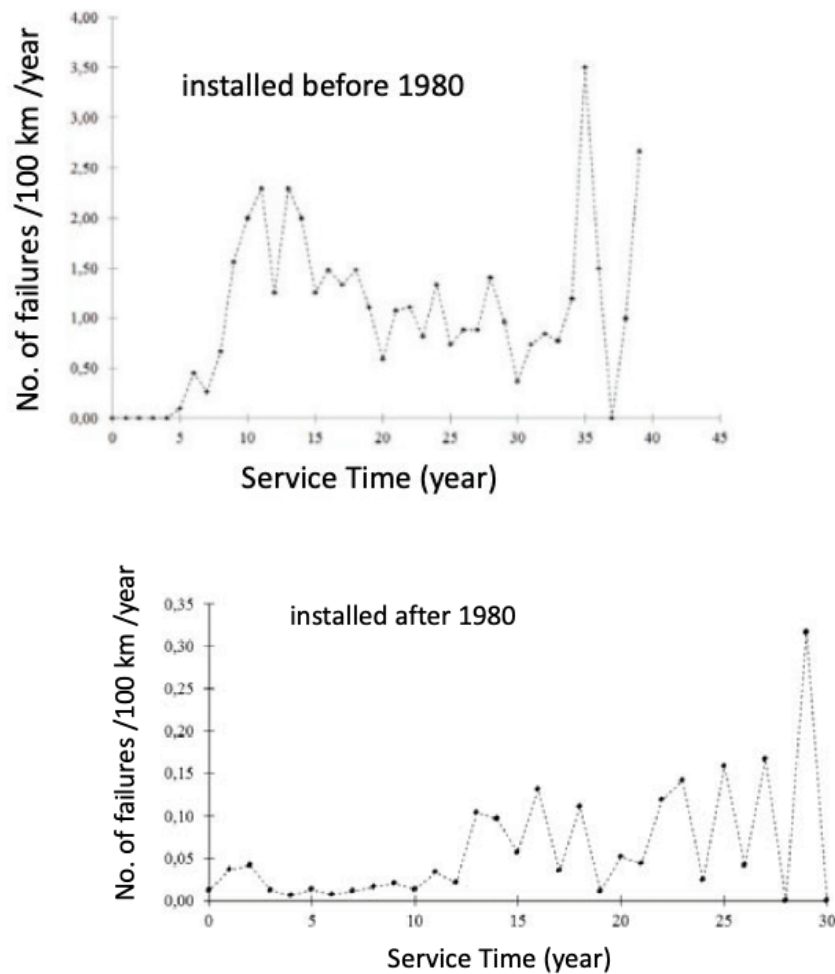 4,00
installed before 1980
3,50
3,00
2,50
2,00
1,50
1,00
0,50
0,00
No. of failures /100 km /year
0 5 10 15 20 25 30 35 40 45
Service Time (year)
installed after 1980
0,35
0,30
0,25
0,20
0,15
0,10
0,05
0,00
No. of failures /100 km /year
0 5 10 15 20 25 30
Service Time (year)